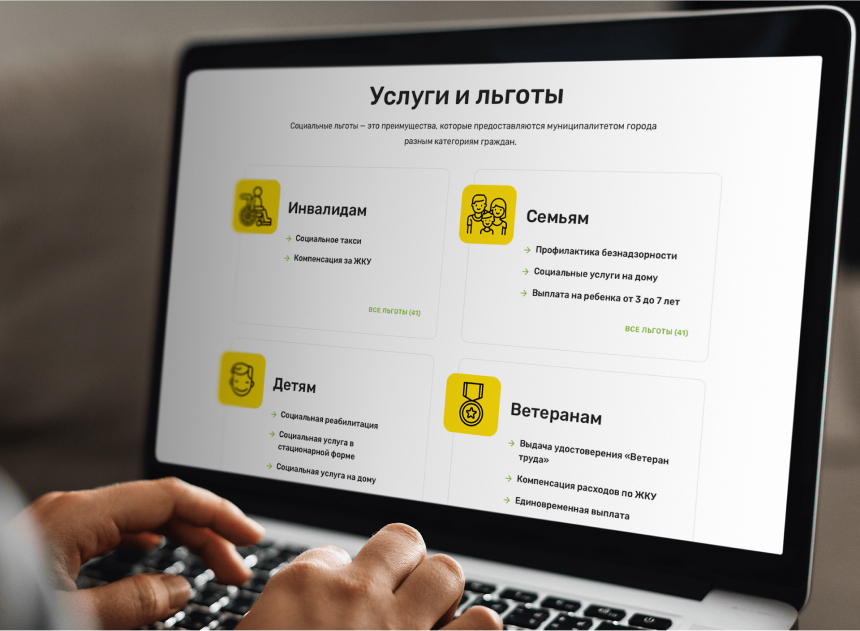 Услуги и льготы
Социальные льготы – это преимущества, которые предоставляются муниципалитетом города
разным категориям граждан.
Инвалидам
Социальное такси
Компенсация за ЖКУ
ВСЕ ЛЬГОТЫ (41)
Семьям
Профилактика безнадзорности
Социальные услуги на дому
Выплата на ребенка от 3 до 7 лет
ВСЕ ЛЬГОТЫ (41)
Детям
Социальная реабилитация
Социальная услуга в
стационарной форме
Социальная услуга на дому
Ветеранам
Выдача удостоверения «Ветеран
труда»
Компенсация расходов по ЖКУ
Единовременная выплата